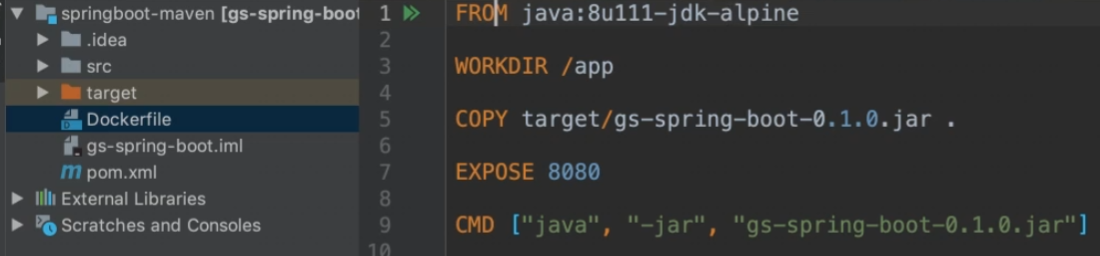 springboot-maven [gs-spring-boot
.idea
src
target
Dockerfile
gs-spring-boot.iml
pom.xml
External Libraries
Scratches and Consoles
1 FROM java:8u111-jdk-alpine
2
3 WORKDIR /app
4
5 COPY target/gs-spring-boot-0.1.0.jar .
6
7 EXPOSE 8080
8
9 CMD ["java", "-jar", "gs-spring-boot-0.1.0.jar"]
10